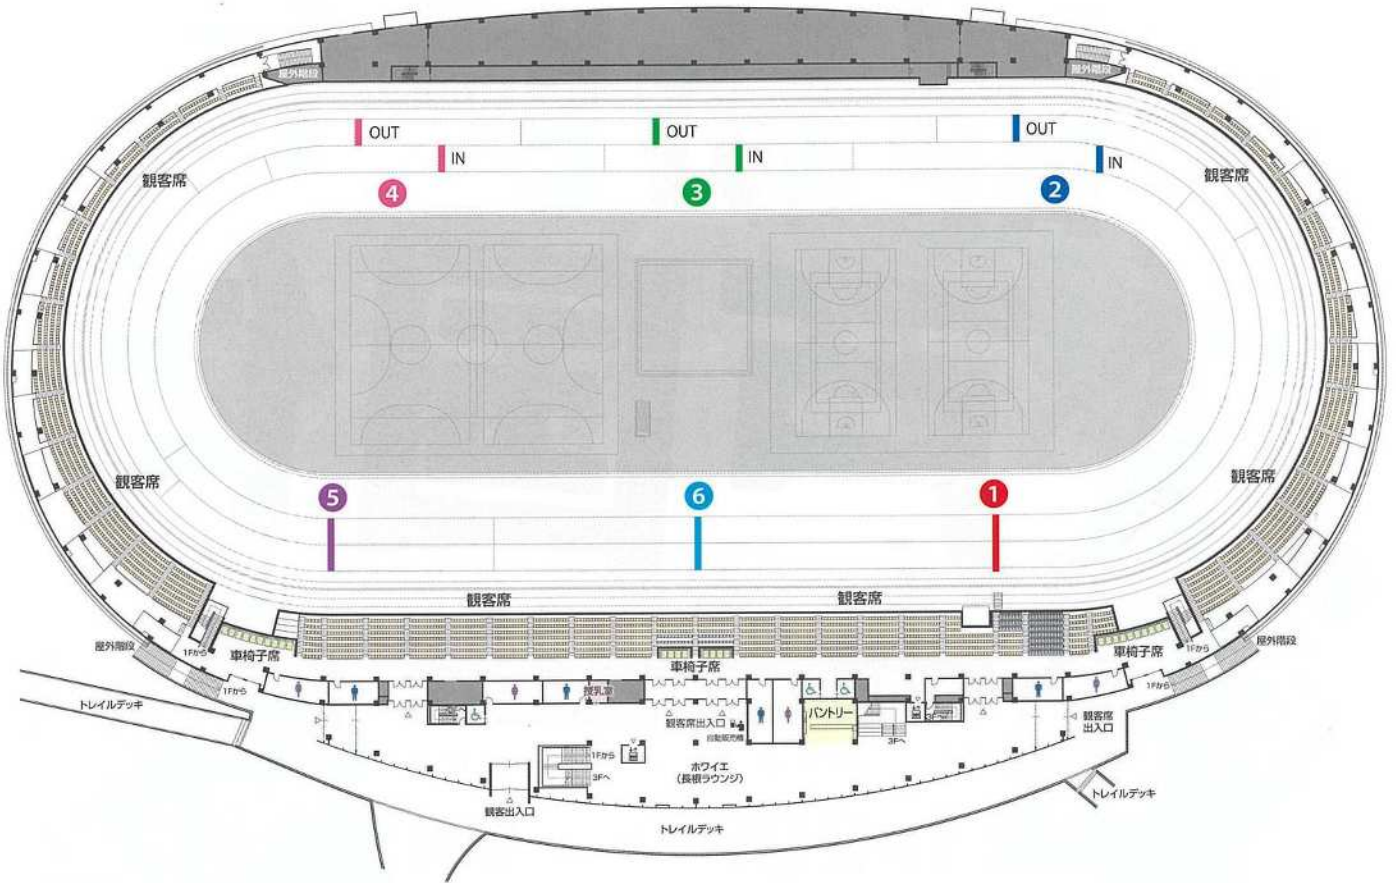 屋外階段
屋外階段
OUT
OUT
OUT
IN
IN
IN
観客席
観客席
4
3
2
観客席
観客席
5
6
1
観客席
観客席
屋外階段
1Fから
車椅子席
車椅子席
車椅子席
1Fから
屋外階段
1Fから
1Fから
トレイルデッキ
授乳室
観客席出入口
自動販売機
パントリー
3Fへ
3Fへ
観客席
出入口
1Fから
3Fへ
ホワイエ
(長根ラウンジ)
観客出入口
トレイルデッキ
トレイルデッキ